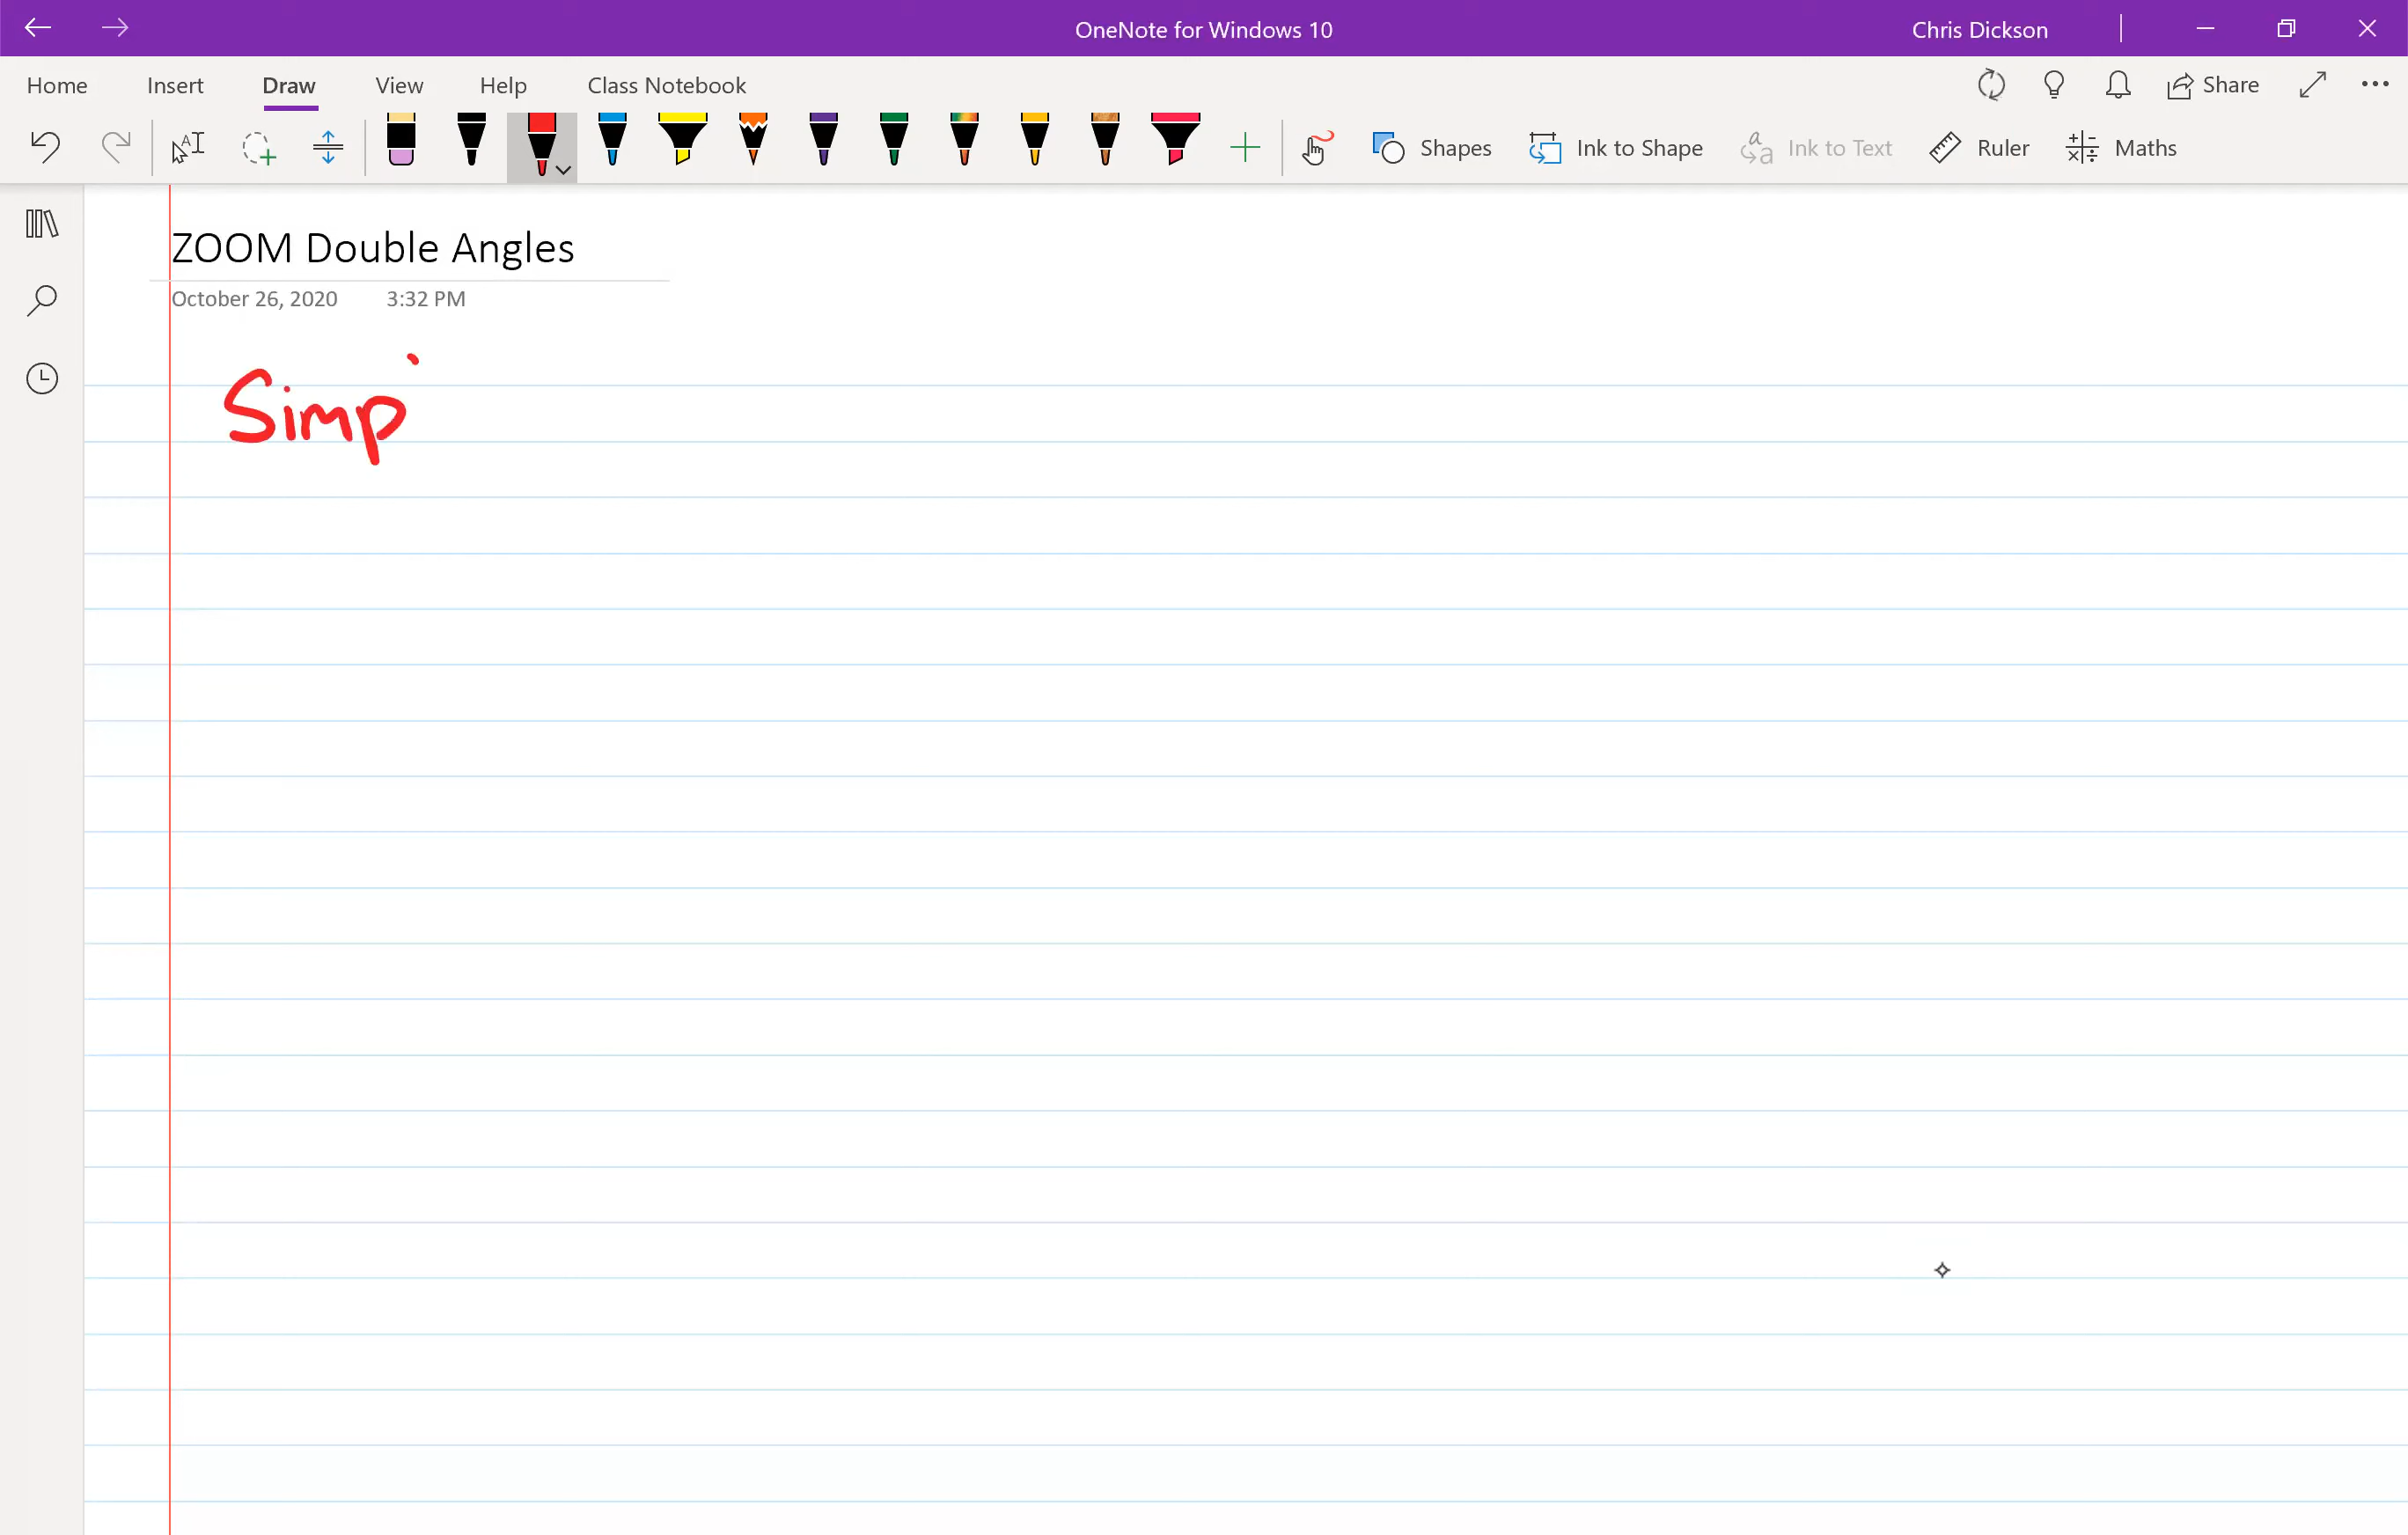 OneNote for Windows 10
Chris Dickson
Home Insert Draw View Help Class Notebook
Share
Shapes Ink to Shape Ink to Text Ruler Maths
ZOOM Double Angles
October 26, 2020 3:32 PM
Simp